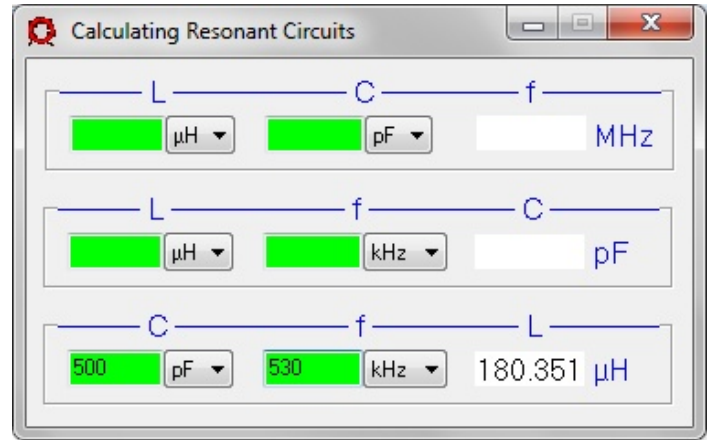 Calculating Resonant Circuits
L C f
µH pF MHz
L f C
µH kHz pF
C f L
500 pF 530 kHz 180.351 µH